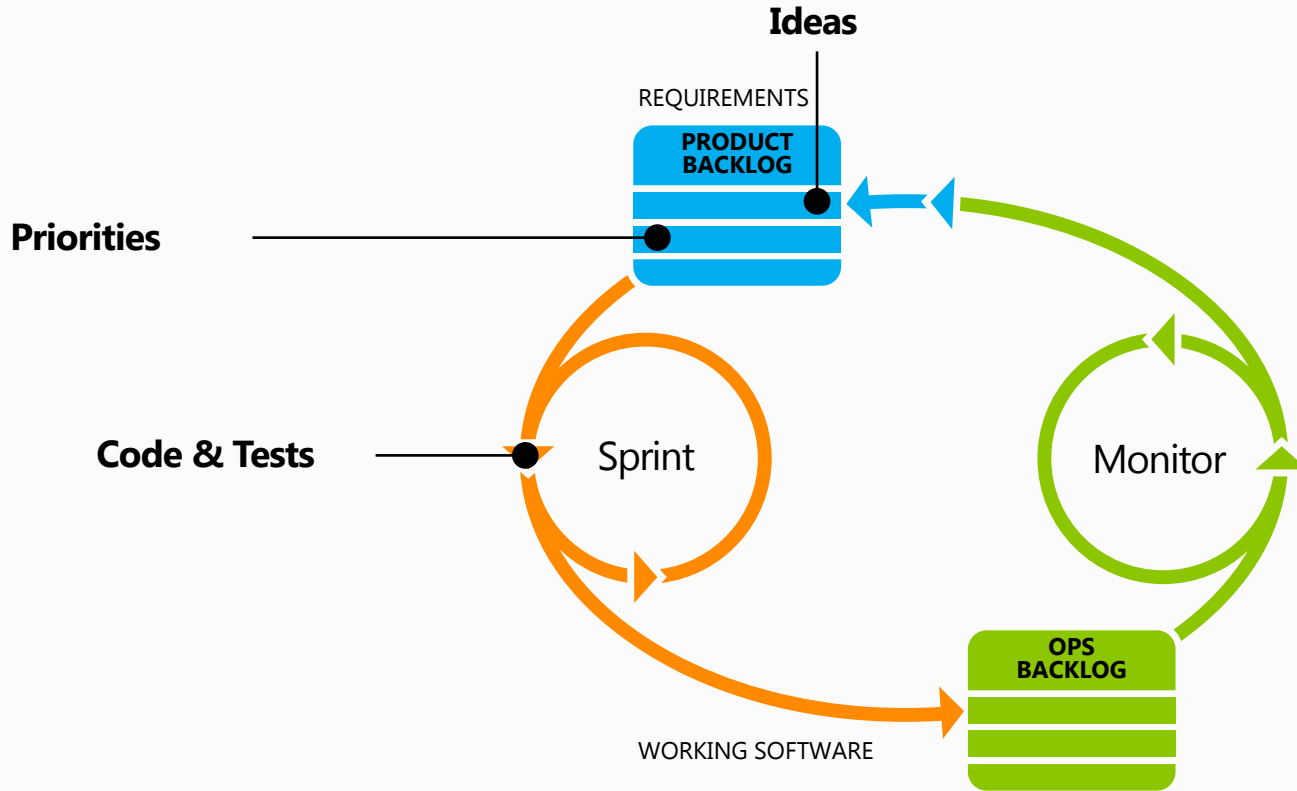 Ideas
REQUIREMENTS
PRODUCT
BACKLOG
Priorities
Code & Tests
Sprint
Monitor
OPS
BACKLOG
WORKING SOFTWARE